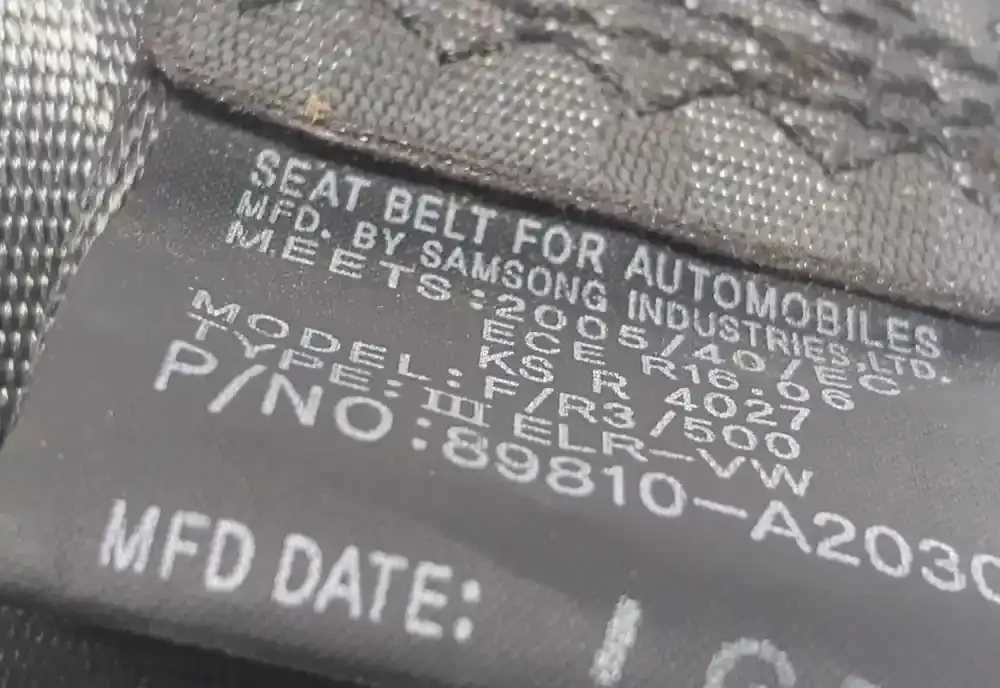 SEAT BELT FOR AUTOMOBILES
MFD. BY SAMSONG INDUSTRIES,LTD.
MEETS:2005/40/EC
ECE R16.06
KS R 4027
MODEL: F/R3/500
TYPE: III ELR-VW
P/NO:89810-A2030
MFD DATE: